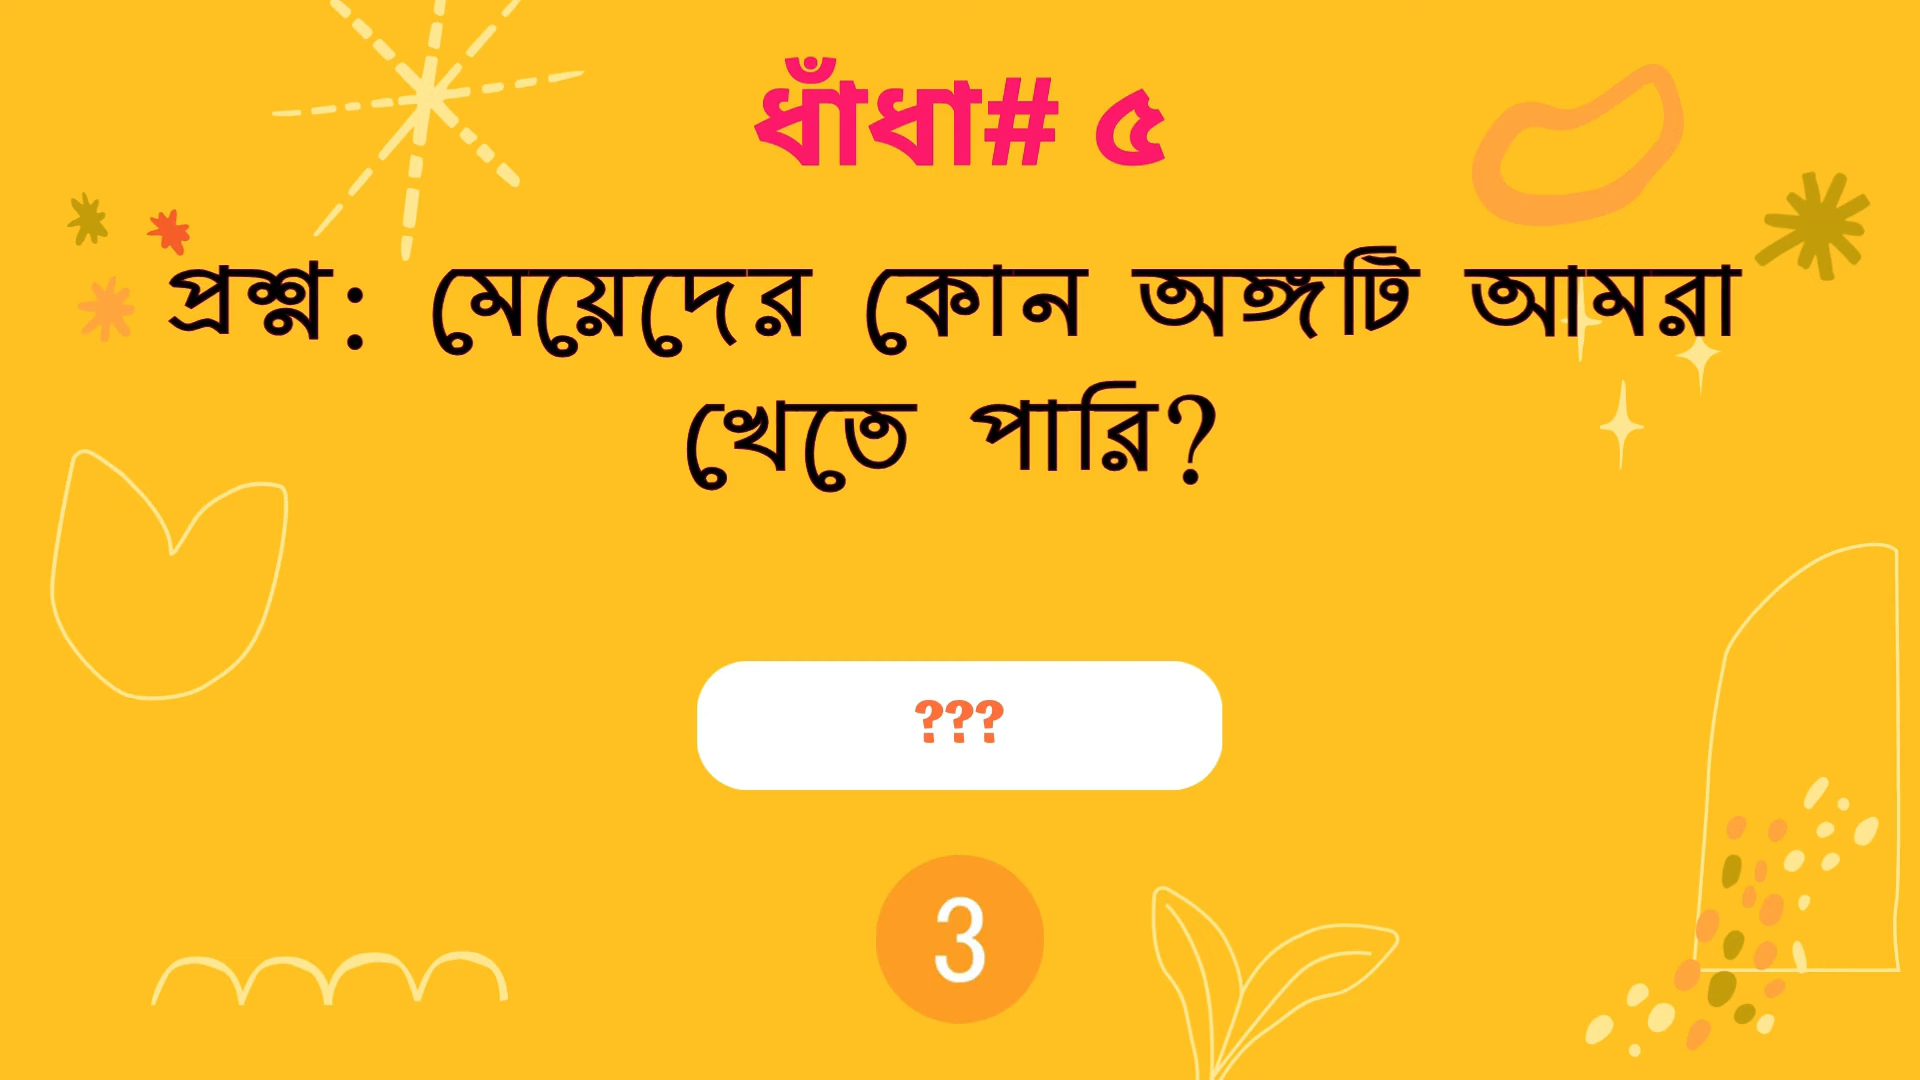 ধাঁধা# ৫
প্রশ্ন: মেয়েদের কোন অঙ্গটি আমরা
খেতে পারি?
???
3